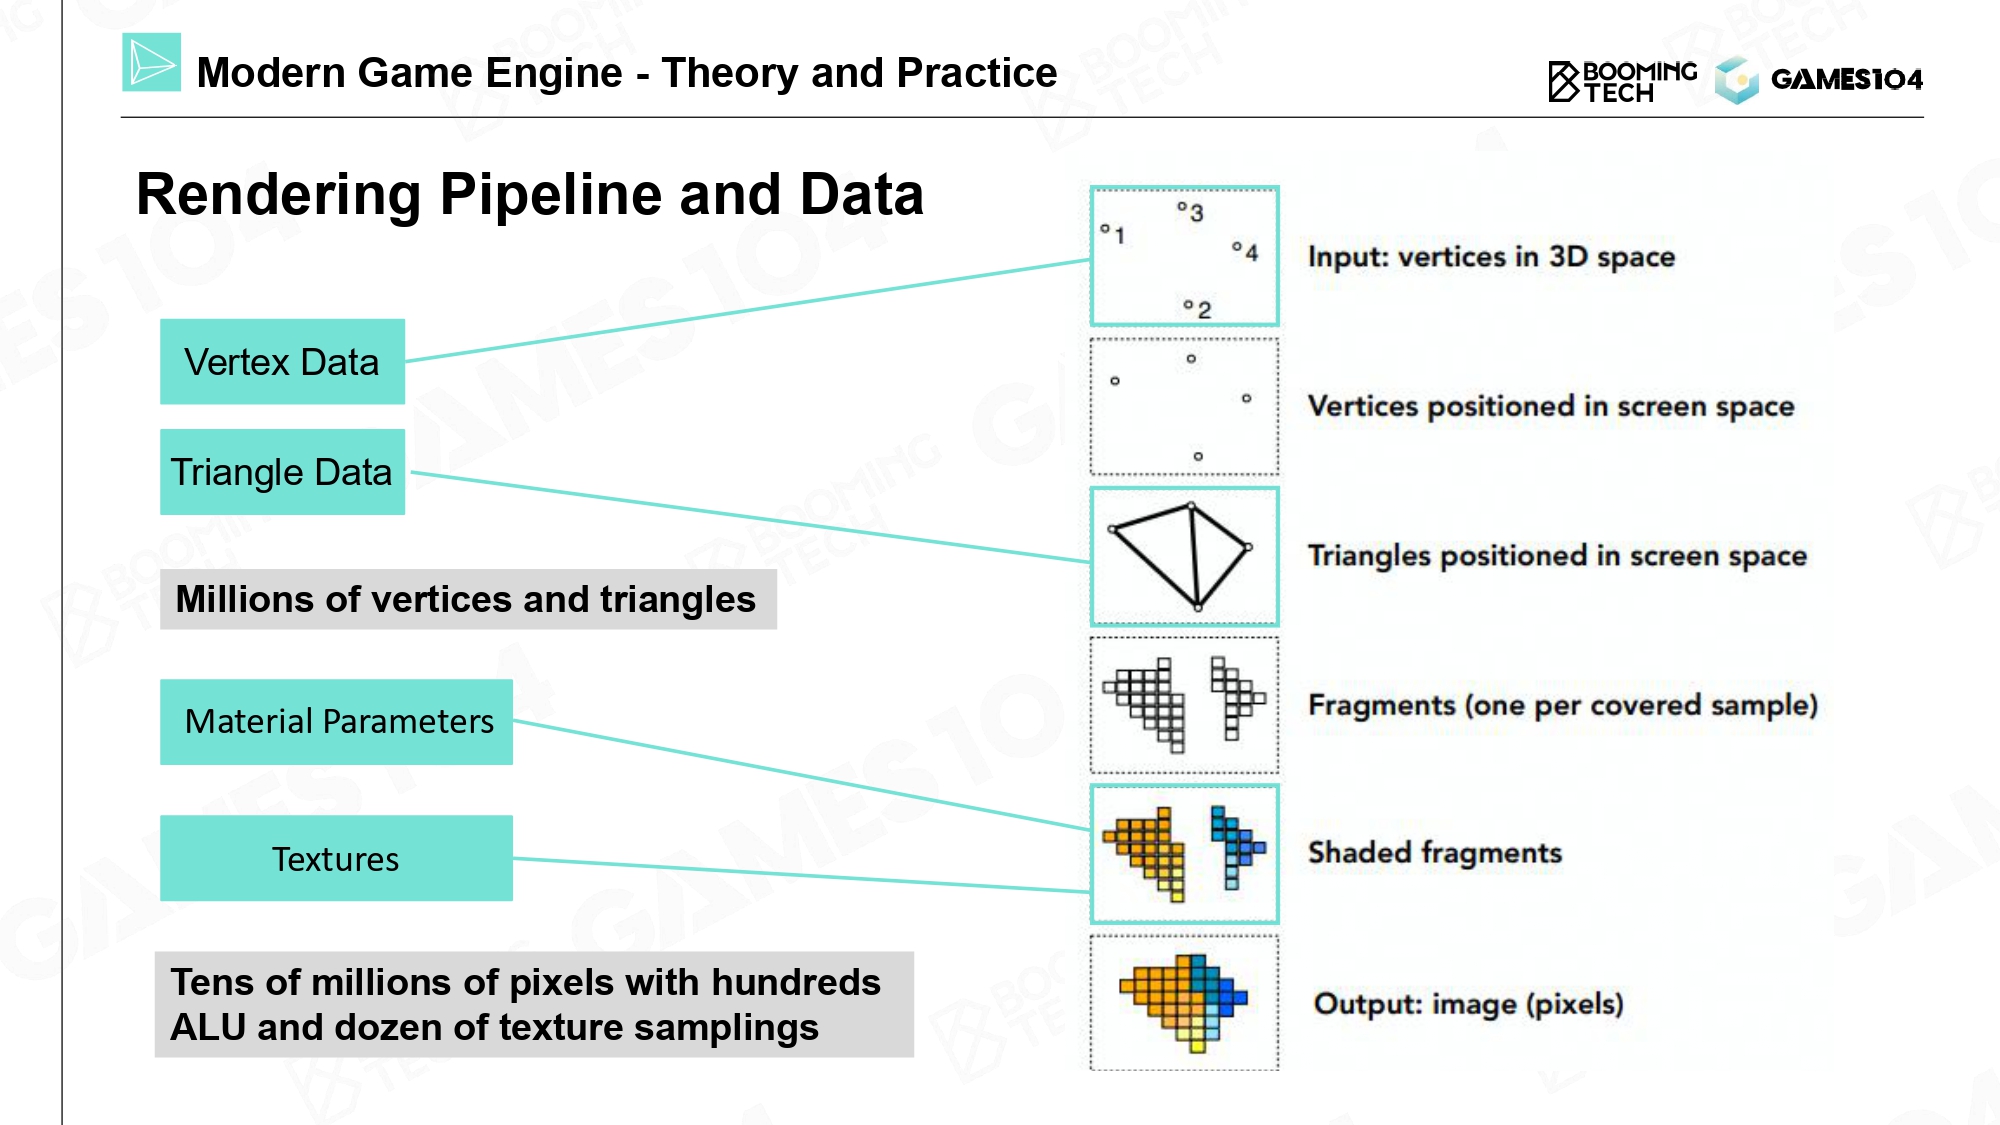 Modern Game Engine - Theory and Practice
BOOMING
TECH
GAMES104
Rendering Pipeline and Data
Vertex Data
Triangle Data
Millions of vertices and triangles
Material Parameters
Textures
Tens of millions of pixels with hundreds
ALU and dozen of texture samplings
1
3
4
2
Input: vertices in 3D space
Vertices positioned in screen space
Triangles positioned in screen space
Fragments (one per covered sample)
Shaded fragments
Output: image (pixels)